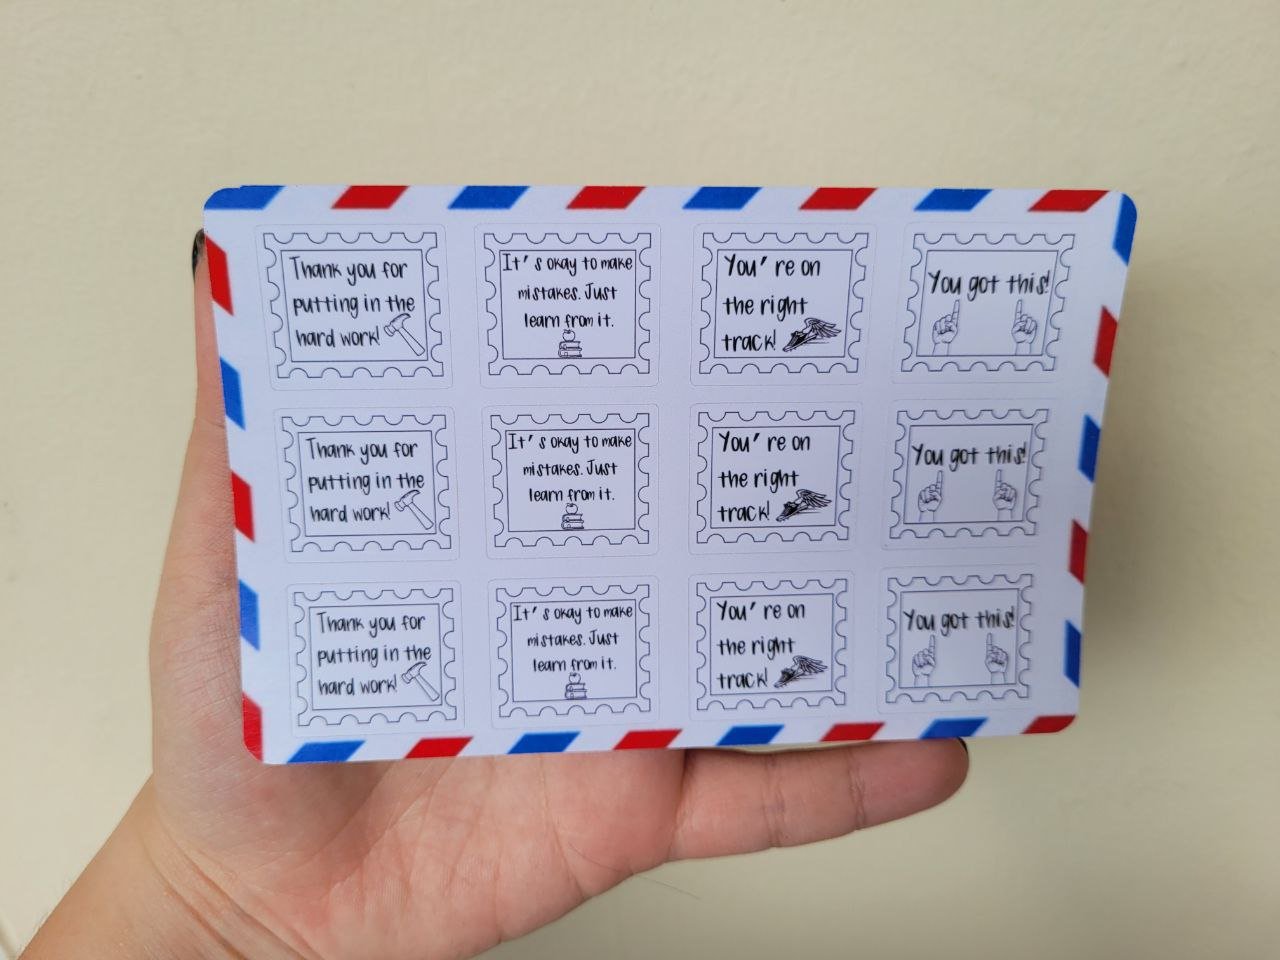 Thank you for
putting in the
hard work!
It's okay to make
mistakes. Just
learn from it.
You're on
the right
track!
You got this!
Thank you for
putting in the
hard work!
It's okay to make
mistakes. Just
learn from it.
You're on
the right
track!
You got this!
Thank you for
putting in the
hard work!
It's okay to make
mistakes. Just
learn from it.
You're on
the right
track!
You got this!